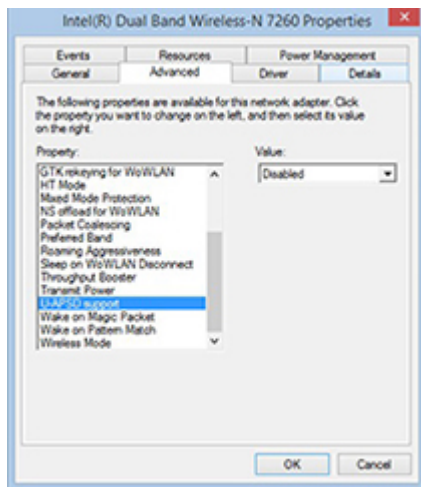 Intel(R) Dual Band Wireless-N 7260 Properties
Events Resources Power Management
General Advanced Driver Details
The following properties are available for this network adapter. Click
the property you want to change on the left, and then select its value
on the right.
Property: Value:
GTK rekeying for WoWLAN Disabled
HT Mode
Mixed Mode Protection
NS offload for WoWLAN
Packet Coalescing
Preferred Band
Roaming Aggressiveness
Sleep on WoWLAN Disconnect
Throughput Booster
Transmit Power
U-APSD support
Wake on Magic Packet
Wake on Pattern Match
Wireless Mode
OK Cancel